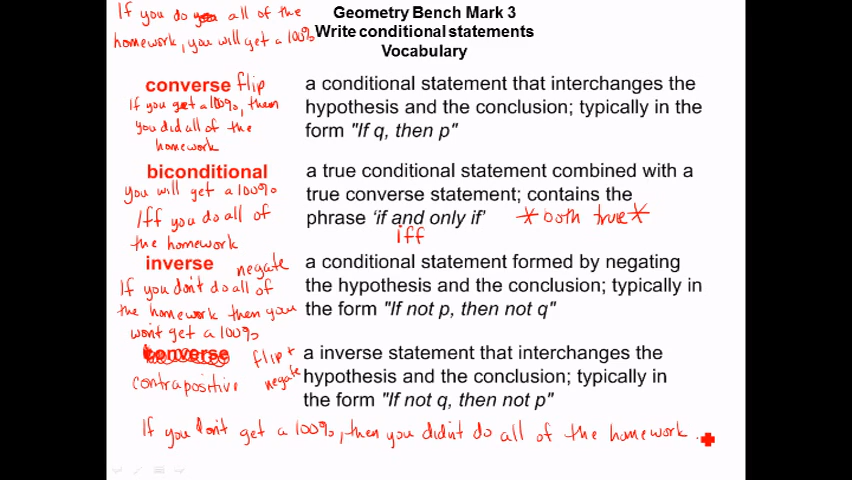 If you do all of the
homework, you will get a 100%
Geometry Bench Mark 3
Write conditional statements
Vocabulary
converse flip
If you get a 100%, then
you did all of the
homework
a conditional statement that interchanges the
hypothesis and the conclusion; typically in the
form "If q, then p"
biconditional
you will get a 100%
Iff you do all of
the homework
a true conditional statement combined with a
true converse statement; contains the
phrase 'if and only if' *both true*
iff
inverse negate
If you don't do all of
the homework then you
won't get a 100%
a conditional statement formed by negating
the hypothesis and the conclusion; typically in
the form "If not p, then not q"
converse flip +
contrapositive negate
a inverse statement that interchanges the
hypothesis and the conclusion; typically in
the form "If not q, then not p"
If you don't get a 100%, then you didn't do all of the homework.